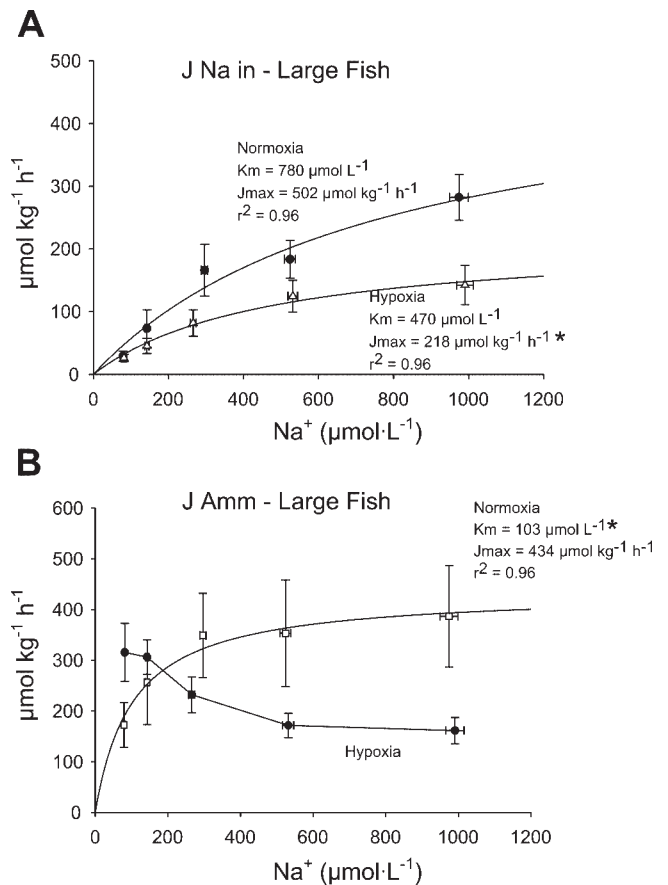 A
J Na in - Large Fish
500
400
300
200
100
0
µmol kg⁻¹ h⁻¹
Normoxia
Km = 780 µmol L⁻¹
Jmax = 502 µmol kg⁻¹ h⁻¹
r² = 0.96
Hypoxia
Km = 470 µmol L⁻¹
Jmax = 218 µmol kg⁻¹ h⁻¹ *
r² = 0.96
0 200 400 600 800 1000 1200
Na⁺ (µmol·L⁻¹)
B
J Amm - Large Fish
600
500
400
300
200
100
0
µmol kg⁻¹ h⁻¹
Normoxia
Km = 103 µmol L⁻¹*
Jmax = 434 µmol kg⁻¹ h⁻¹
r² = 0.96
Hypoxia
0 200 400 600 800 1000 1200
Na⁺ (µmol·L⁻¹)